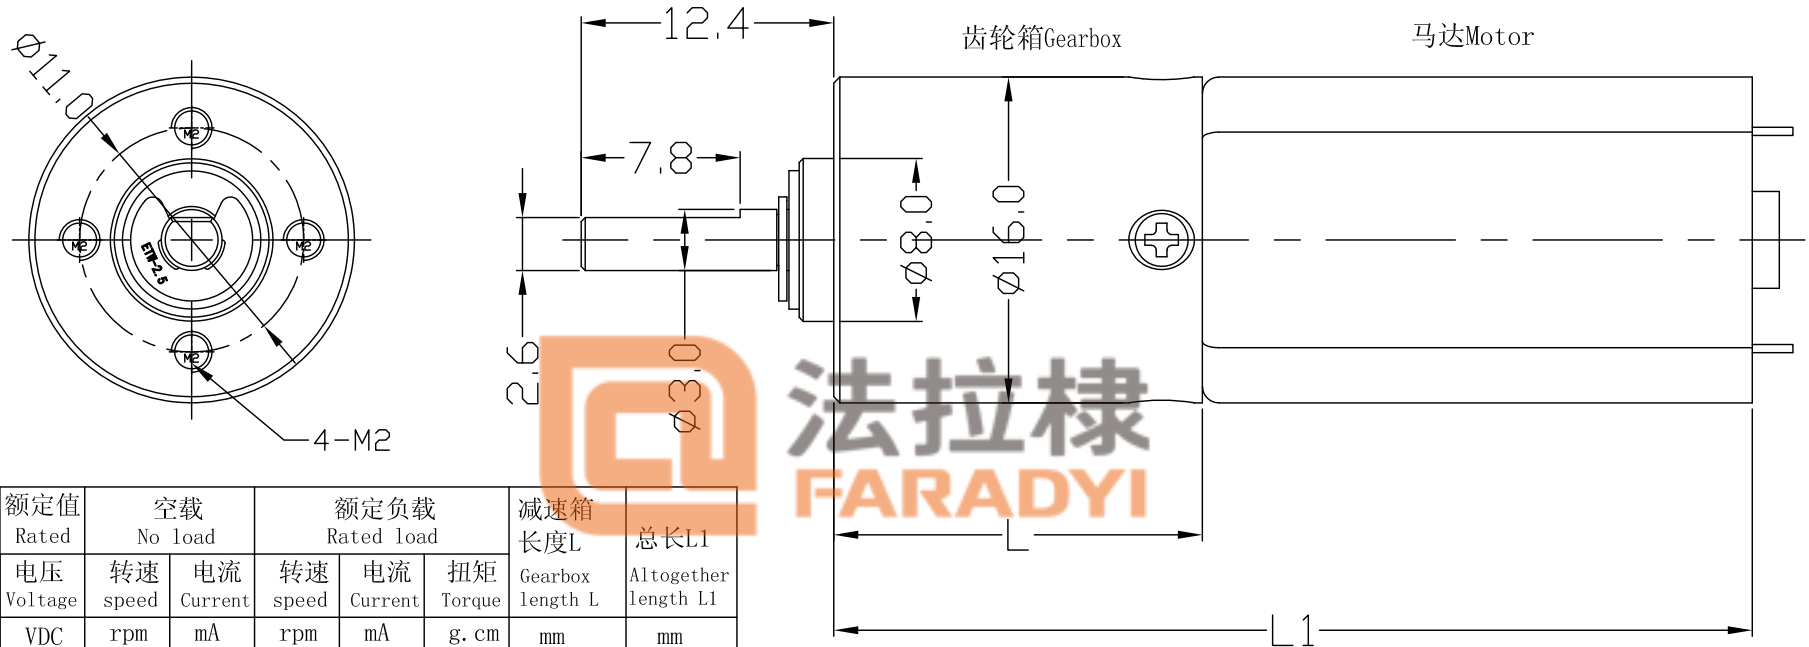 12.4
齿轮箱Gearbox
马达Motor
Ø11.0
M2
7.8
M2
M2
ETW-2.5
Ø8.0
Ø16.0
M2
2.6
Ø3.0
4-M2
法拉棣
FARADYI
L
L1
额定值
Rated
空载
No load
额定负载
Rated load
减速箱
长度L
Gearbox
length L
总长L1
Altogether
length L1
电压
Voltage
转速
speed
电流
Current
转速
speed
电流
Current
扭矩
Torque
VDC rpm mA rpm mA g.cm mm mm